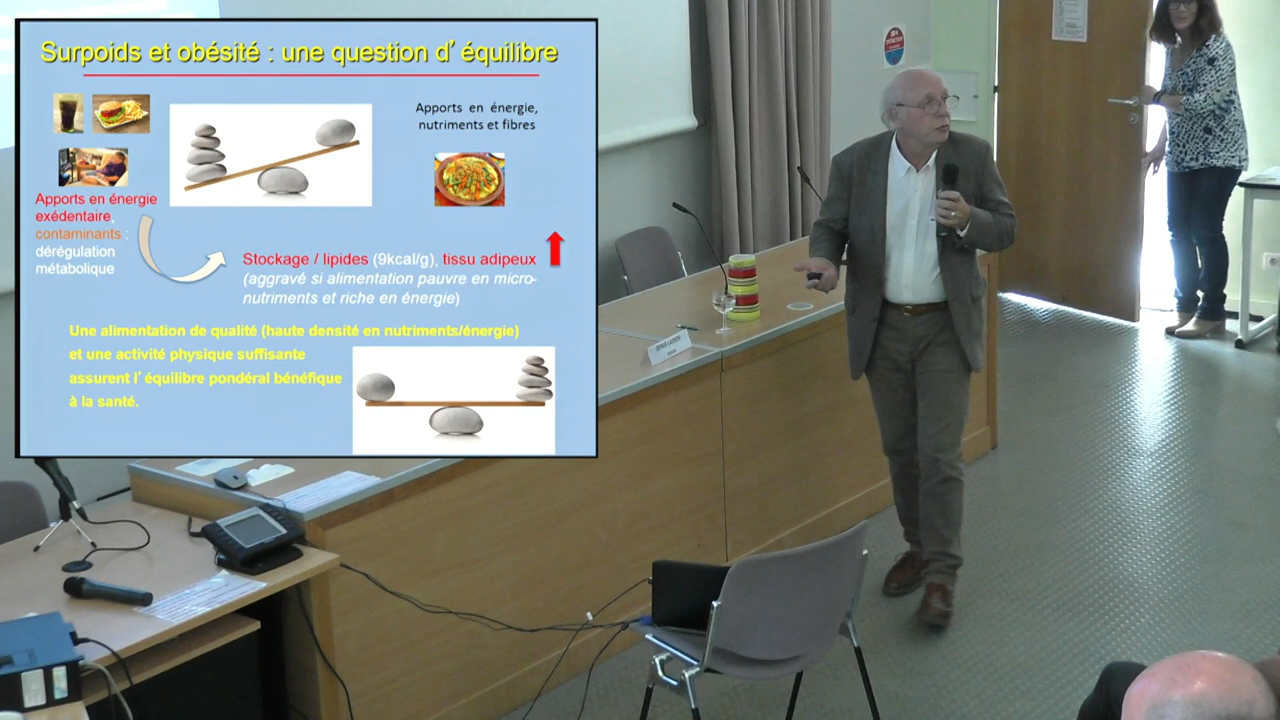 Surpoids et obésité : une question d' équilibre
Apports en énergie,
nutriments et fibres
Apports en énergie
exédentaire,
contaminants :
dérégulation
métabolique
Stockage / lipides (9kcal/g), tissu adipeux
(aggravé si alimentation pauvre en micro-
nutriments et riche en énergie)
Une alimentation de qualité (haute densité en nutriments/énergie)
et une activité physique suffisante
assurent l' équilibre pondéral bénéfique
à la santé.